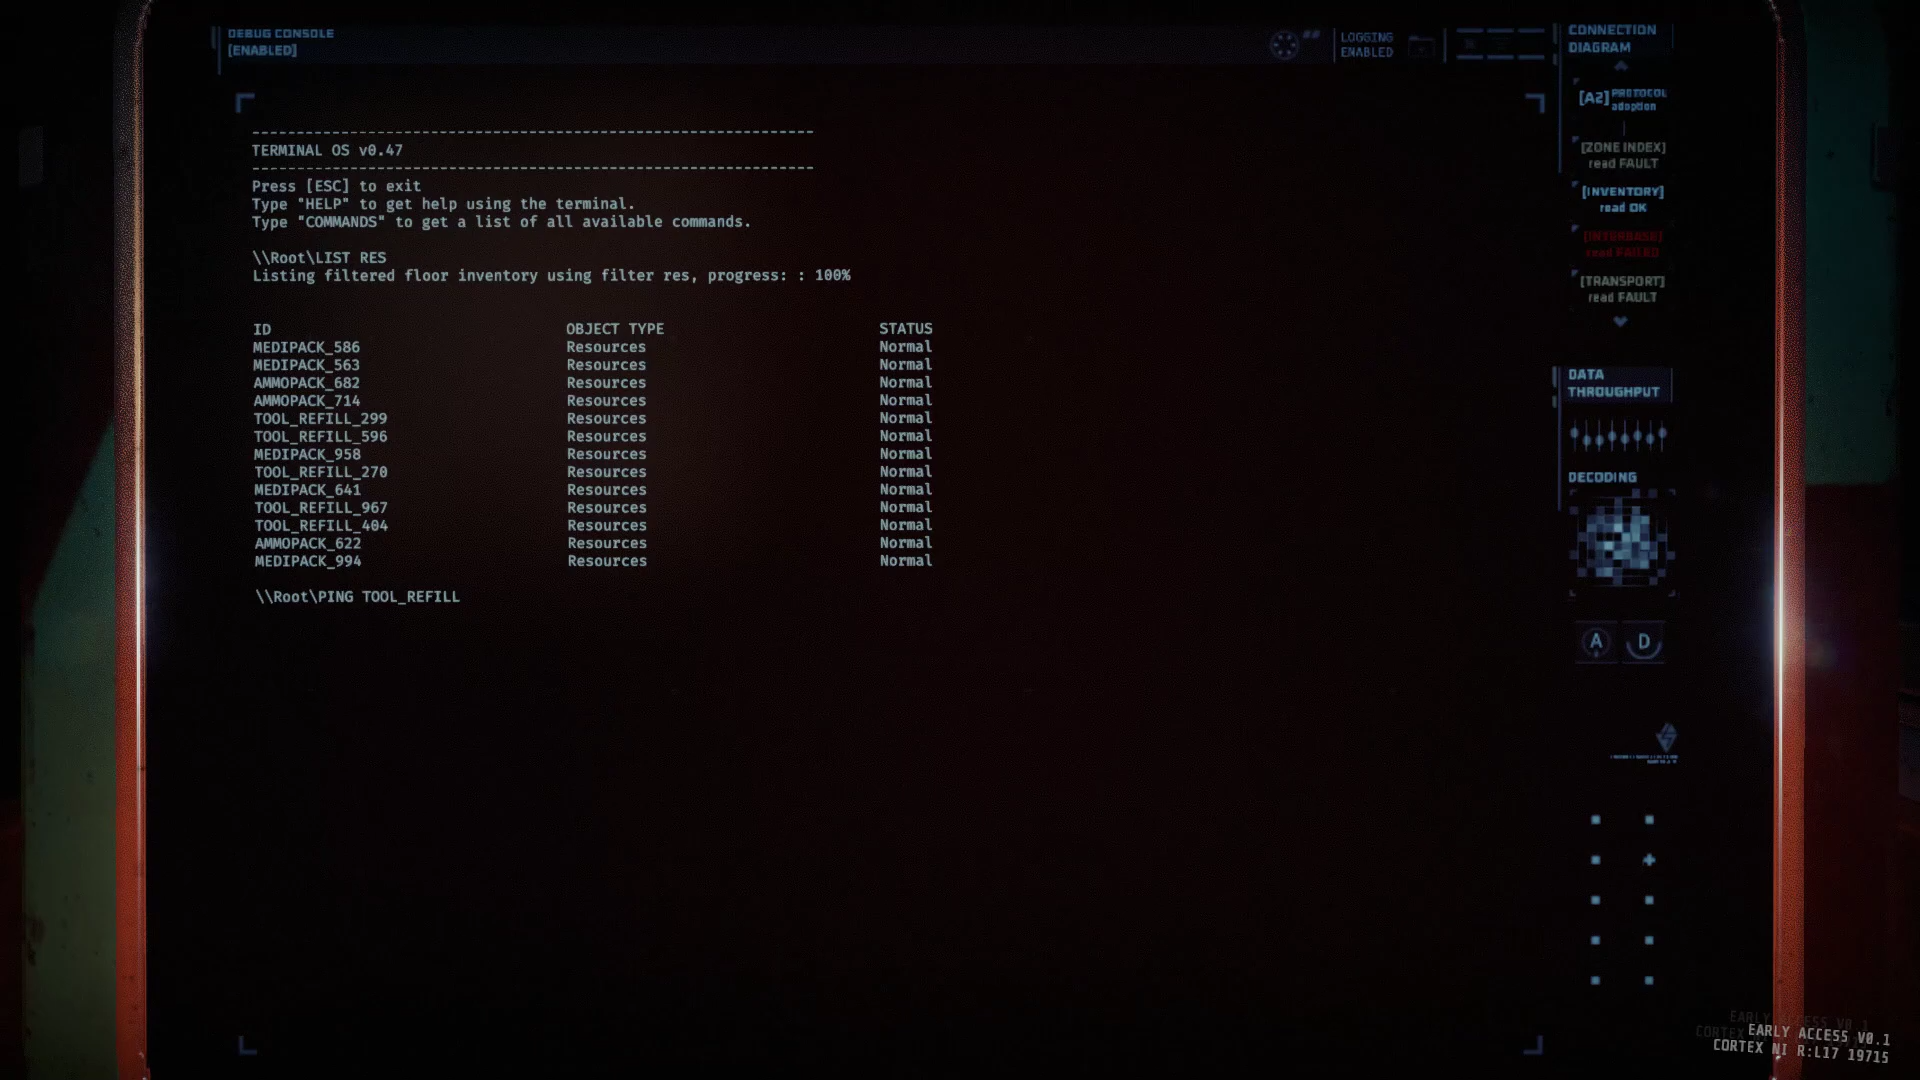 DEBUG CONSOLE
[ENABLED]
LOGGING
ENABLED
CONNECTION
DIAGRAM
[A2] PROTOCOL
adoption
[ZONE INDEX]
read FAULT
[INVENTORY]
read OK
[INTERBASE]
read FAILED
[TRANSPORT]
read FAULT
----------------------------------------------------------------
TERMINAL OS v0.47
----------------------------------------------------------------
Press [ESC] to exit
Type "HELP" to get help using the terminal.
Type "COMMANDS" to get a list of all available commands.
\\Root\LIST RES
Listing filtered floor inventory using filter res, progress: : 100%
ID OBJECT TYPE STATUS
MEDIPACK_586 Resources Normal
MEDIPACK_563 Resources Normal
AMMOPACK_682 Resources Normal
AMMOPACK_714 Resources Normal
TOOL_REFILL_299 Resources Normal
TOOL_REFILL_596 Resources Normal
MEDIPACK_958 Resources Normal
TOOL_REFILL_270 Resources Normal
MEDIPACK_641 Resources Normal
TOOL_REFILL_967 Resources Normal
TOOL_REFILL_404 Resources Normal
AMMOPACK_622 Resources Normal
MEDIPACK_994 Resources Normal
\\Root\PING TOOL_REFILL
DATA
THROUGHPUT
DECODING
A D
EARLY ACCESS V0.1
CORTEX NI R:L17 19715